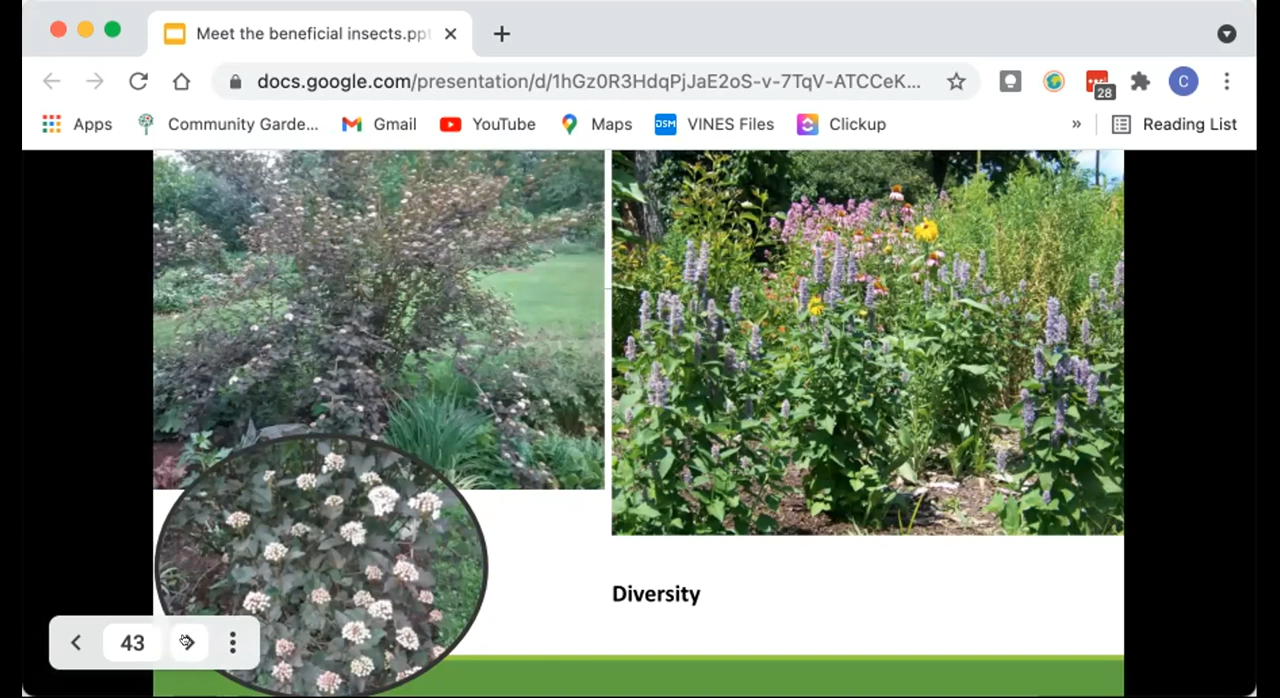 Meet the beneficial insects.ppt
docs.google.com/presentation/d/1hGz0R3HdqPjJaE2oS-v-7TqV-ATCCeK...
28
C
Apps
Community Garde...
Gmail
YouTube
Maps
DSM
VINES Files
Clickup
»
Reading List
Diversity
43